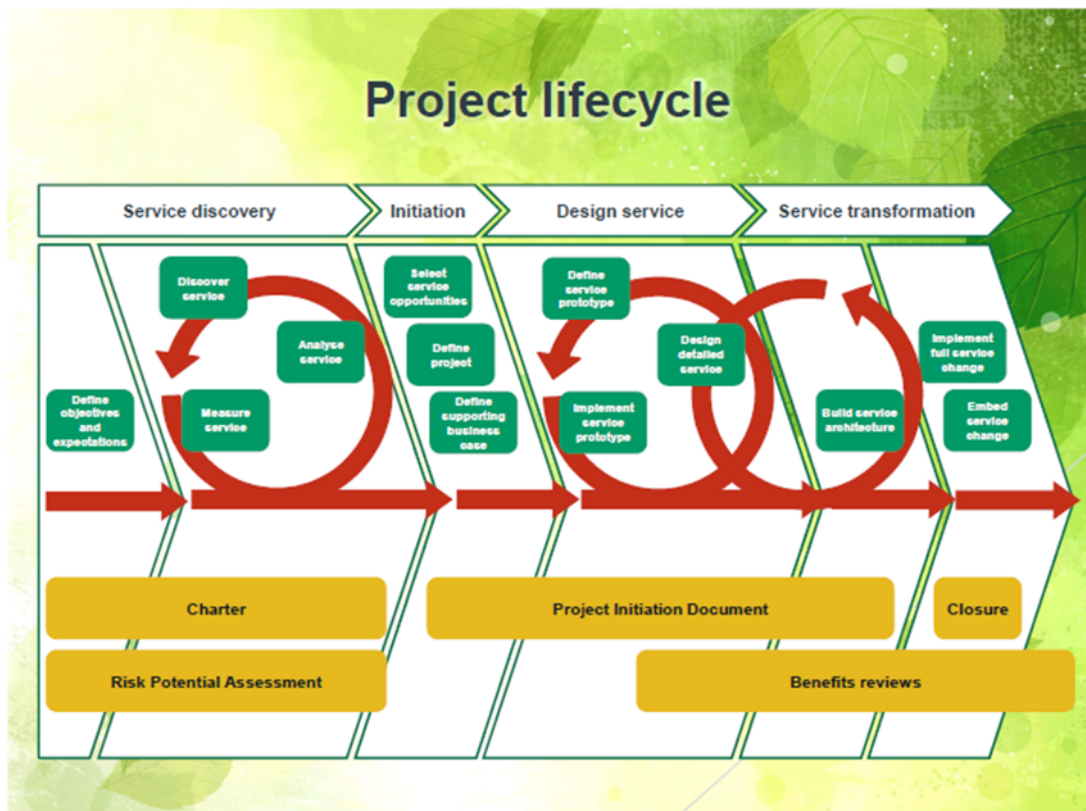 Project lifecycle
Service discovery
Initiation
Design service
Service transformation
Discover
service
Analyse
service
Measure
service
Define
objectives
and
expectations
Select
service
opportunities
Define
project
Define
supporting
business
case
Define
service
prototype
Design
detailed
service
Implement
service
prototype
Build service
architecture
Implement
full service
change
Embed
service
change
Charter
Project Initiation Document
Closure
Risk Potential Assessment
Benefits reviews